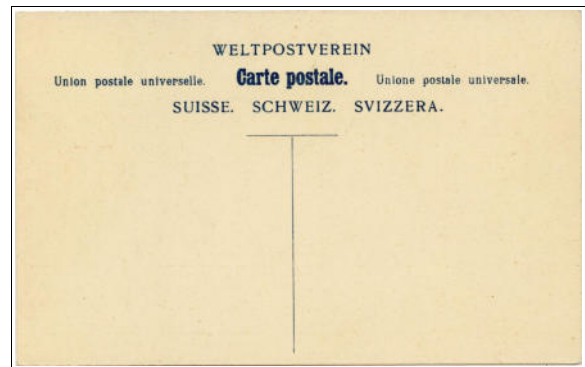 WELTPOSTVEREIN
Union postale universelle. Carte postale. Unione postale universale.
SUISSE. SCHWEIZ. SVIZZERA.